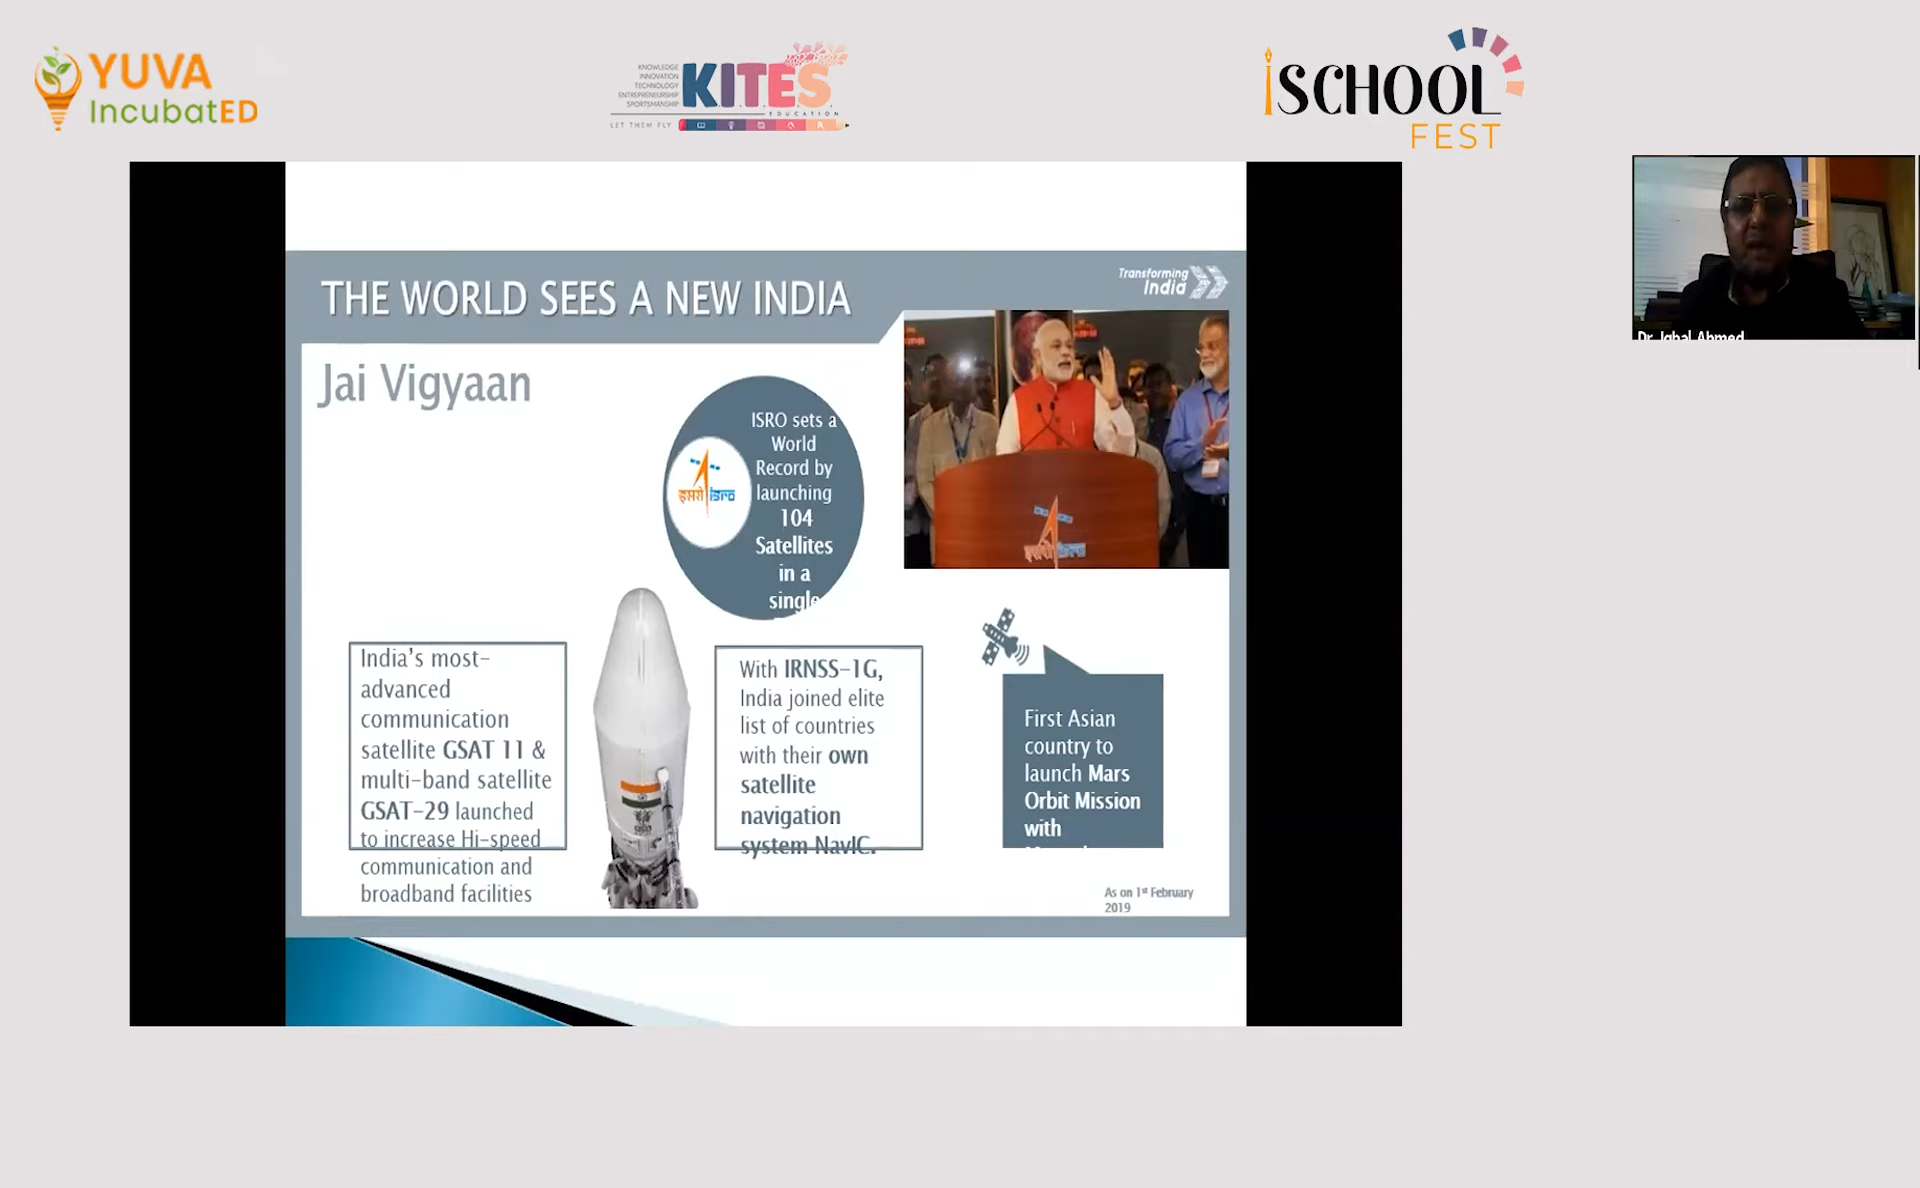 YUVA
IncubatED
KNOWLEDGE
INNOVATION
TECHNOLOGY
ENTREPRENEURSHIP
SPORTSMANSHIP
K.I.T.E.S.
EDUCATION
LET THEM FLY
iSCHOOL
FEST
Dr. Iqbal Ahmed
THE WORLD SEES A NEW INDIA
Transforming
India
Jai Vigyaan
ISRO sets a
World
Record by
launching
104
Satellites
in a
single
इसरो isro
इसरो isro
India's most-
advanced
communication
satellite GSAT 11 &
multi-band satellite
GSAT-29 launched
to increase Hi-speed
communication and
broadband facilities
With IRNSS-1G,
India joined elite
list of countries
with their own
satellite
navigation
system NavIC.
First Asian
country to
launch Mars
Orbit Mission
with
As on 1st February
2019